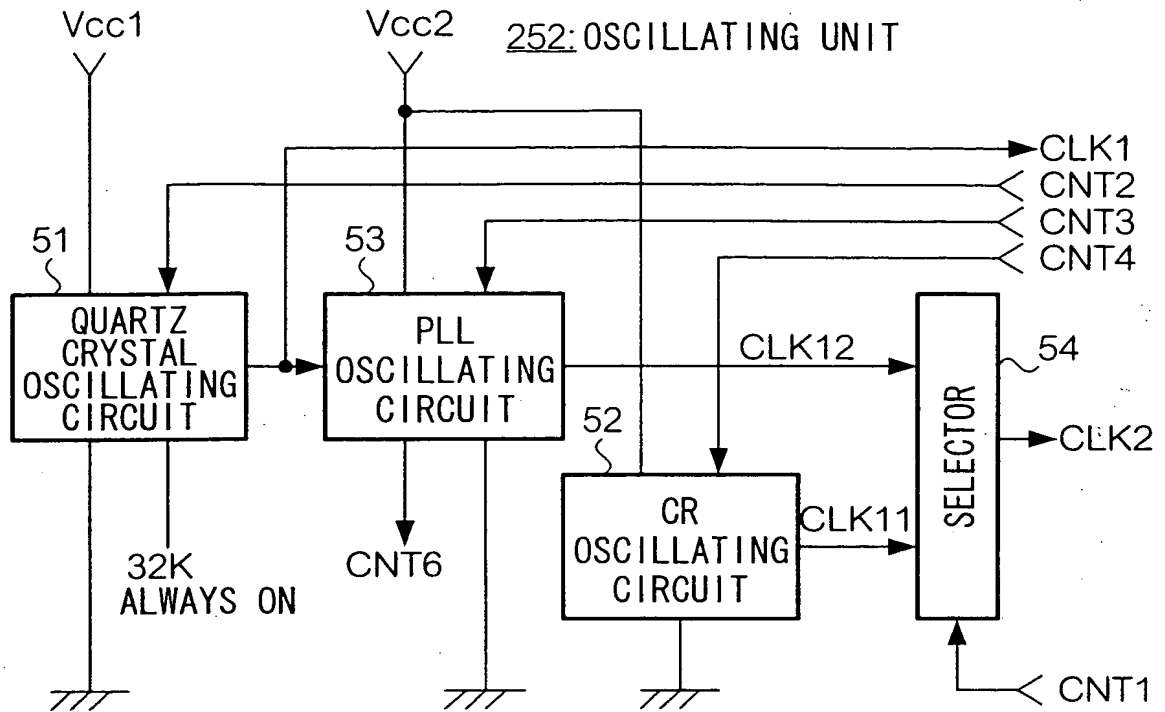 Vcc1
Vcc2
252: OSCILLATING UNIT
CLK1
CNT2
CNT3
CNT4
51
53
QUARTZ
CRYSTAL
OSCILLATING
CIRCUIT
PLL
OSCILLATING
CIRCUIT
CLK12
54
52
SELECTOR
CLK2
CR
OSCILLATING
CIRCUIT
CLK11
32K
ALWAYS ON
CNT6
CNT1